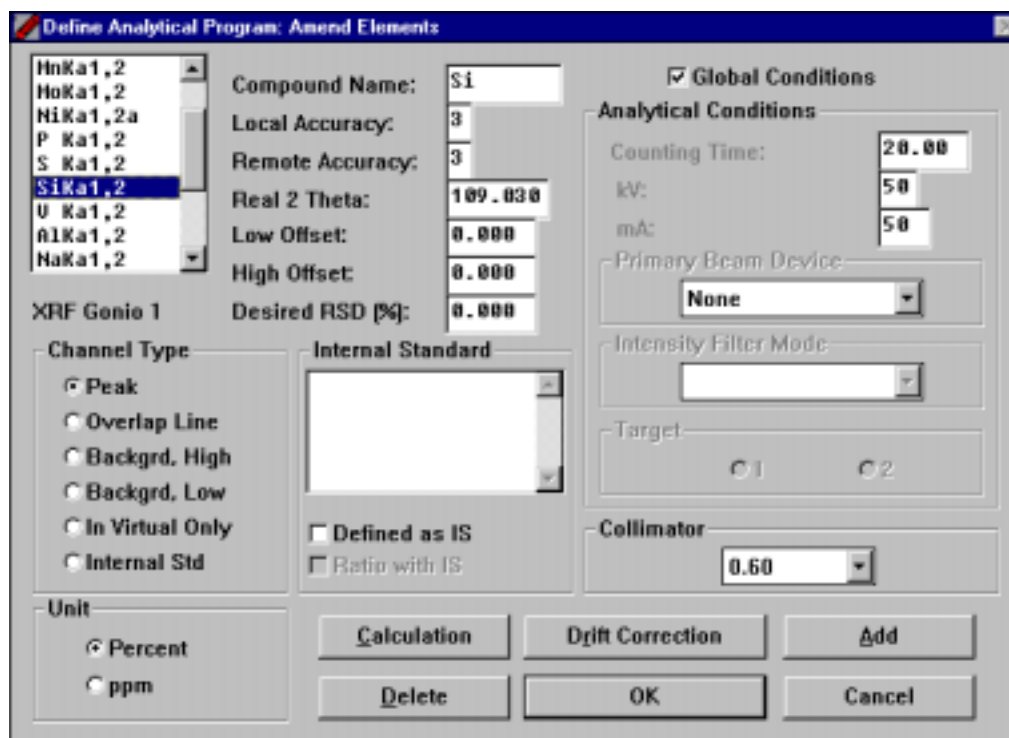 Define Analytical Program: Amend Elements
MnKa1,2
MoKa1,2
NiKa1,2a
P Ka1,2
S Ka1,2
SiKa1,2
V Ka1,2
AlKa1,2
NaKa1,2
XRF Gonio 1
Compound Name: Si
Local Accuracy: 3
Remote Accuracy: 3
Real 2 Theta: 109.030
Low Offset: 0.000
High Offset: 0.000
Desired RSD [%]: 0.000
Global Conditions
Analytical Conditions
Counting Time: 20.00
kV: 50
mA: 50
Primary Beam Device
None
Intensity Filter Mode
Target
1 2
Channel Type
Peak
Overlap Line
Backgrd, High
Backgrd, Low
In Virtual Only
Internal Std
Internal Standard
Defined as IS
Ratio with IS
Collimator
0.60
Unit
Percent
ppm
Calculation Drift Correction Add
Delete OK Cancel